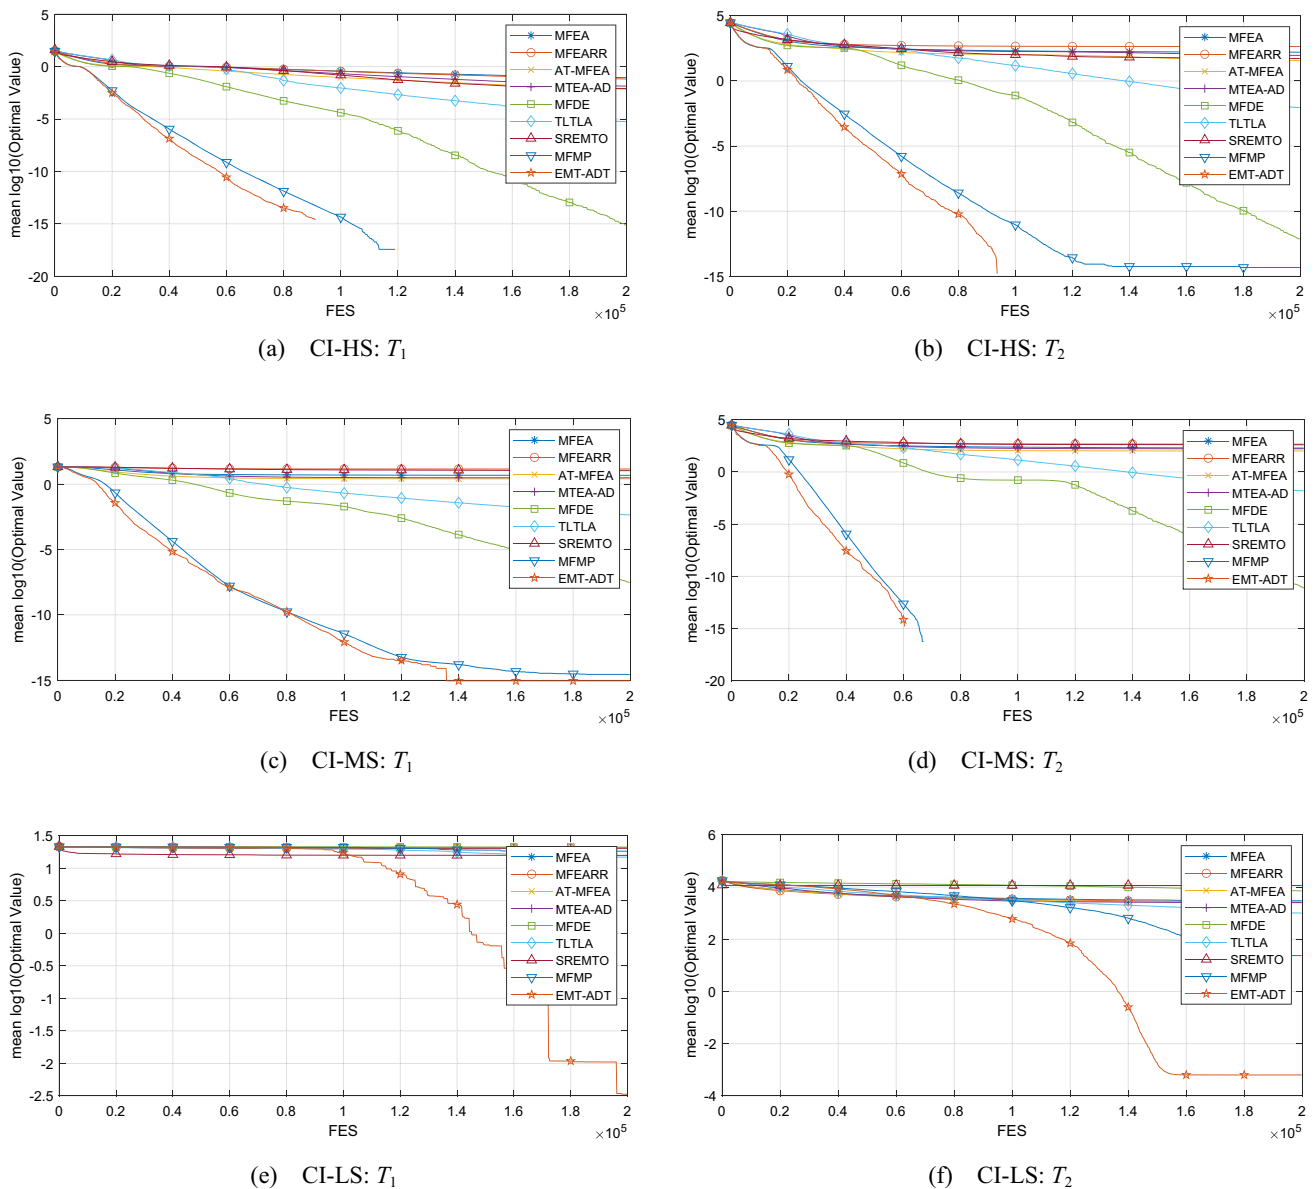 5
0
-5
-10
-15
-20
mean log10(Optimal Value)
0 0.2 0.4 0.6 0.8 1 1.2 1.4 1.6 1.8 2
FES
×10^5
MFEA
MFEARR
AT-MFEA
MTEA-AD
MFDE
TLTLA
SREMTO
MFMP
EMT-ADT
(a) CI-HS: T1
5
0
-5
-10
-15
mean log10(Optimal Value)
0 0.2 0.4 0.6 0.8 1 1.2 1.4 1.6 1.8 2
FES
×10^5
MFEA
MFEARR
AT-MFEA
MTEA-AD
MFDE
TLTLA
SREMTO
MFMP
EMT-ADT
(b) CI-HS: T2
5
0
-5
-10
-15
mean log10(Optimal Value)
0 0.2 0.4 0.6 0.8 1 1.2 1.4 1.6 1.8 2
FES
×10^5
MFEA
MFEARR
AT-MFEA
MTEA-AD
MFDE
TLTLA
SREMTO
MFMP
EMT-ADT
(c) CI-MS: T1
5
0
-5
-10
-15
-20
mean log10(Optimal Value)
0 0.2 0.4 0.6 0.8 1 1.2 1.4 1.6 1.8 2
FES
×10^5
MFEA
MFEARR
AT-MFEA
MTEA-AD
MFDE
TLTLA
SREMTO
MFMP
EMT-ADT
(d) CI-MS: T2
1.5
1
0.5
0
-0.5
-1
-1.5
-2
-2.5
mean log10(Optimal Value)
0 0.2 0.4 0.6 0.8 1 1.2 1.4 1.6 1.8 2
FES
×10^5
MFEA
MFEARR
AT-MFEA
MTEA-AD
MFDE
TLTLA
SREMTO
MFMP
EMT-ADT
(e) CI-LS: T1
6
4
2
0
-2
-4
mean log10(Optimal Value)
0 0.2 0.4 0.6 0.8 1 1.2 1.4 1.6 1.8 2
FES
×10^5
MFEA
MFEARR
AT-MFEA
MTEA-AD
MFDE
TLTLA
SREMTO
MFMP
EMT-ADT
(f) CI-LS: T2